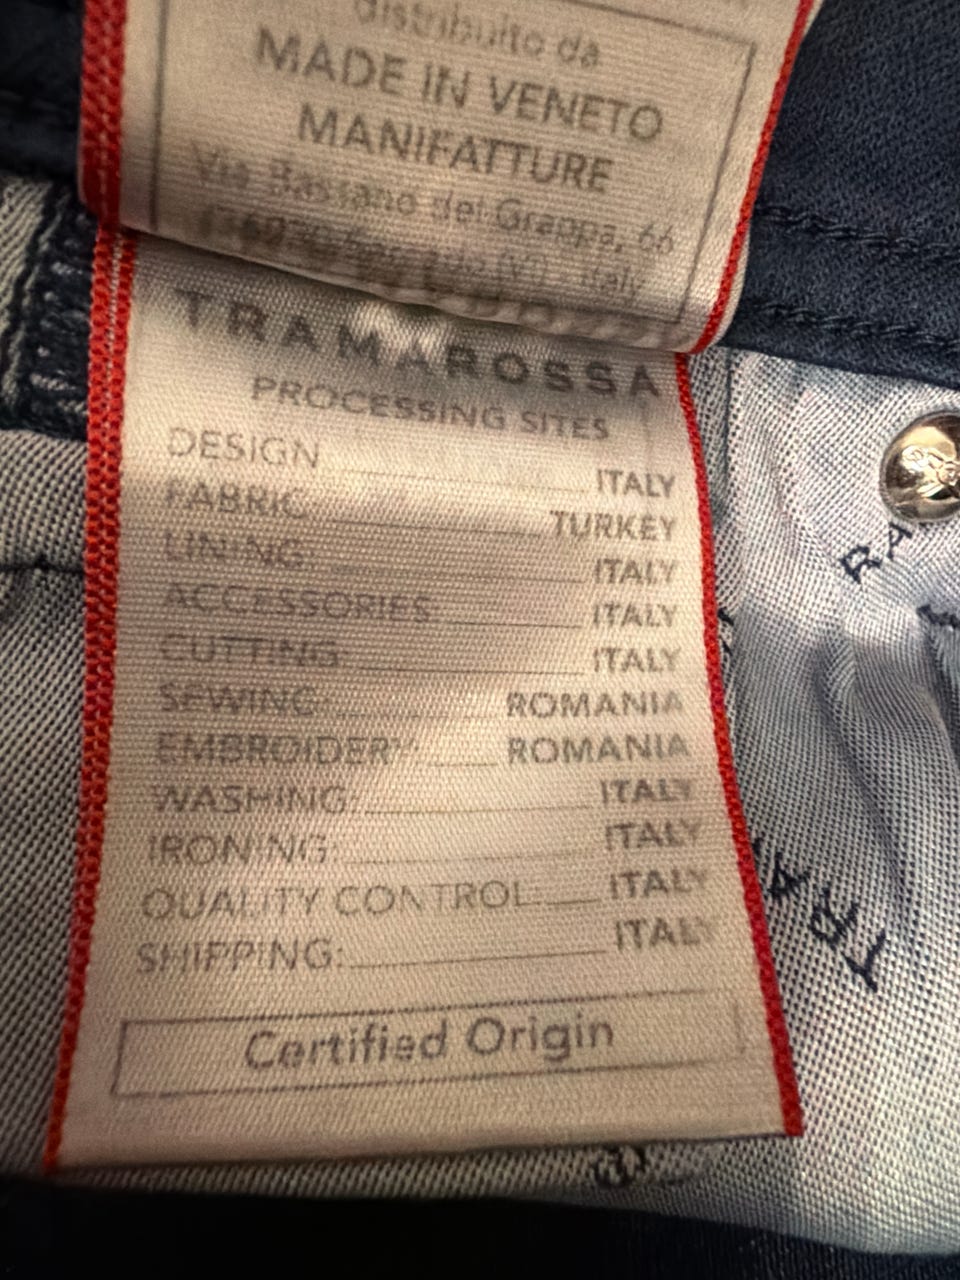 distribuito da
MADE IN VENETO
MANIFATTURE
Via Bassano del Grappa, 66
Italy
TRAMAROSSA
PROCESSING SITES
DESIGN ITALY
FABRIC: TURKEY
LINING: ITALY
ACCESSORIES: ITALY
CUTTING ITALY
SEWING: ROMANIA
EMBROIDERY: ROMANIA
WASHING: ITALY
IRONING: ITALY
QUALITY CONTROL: ITALY
SHIPPING: ITALY
Certified Origin